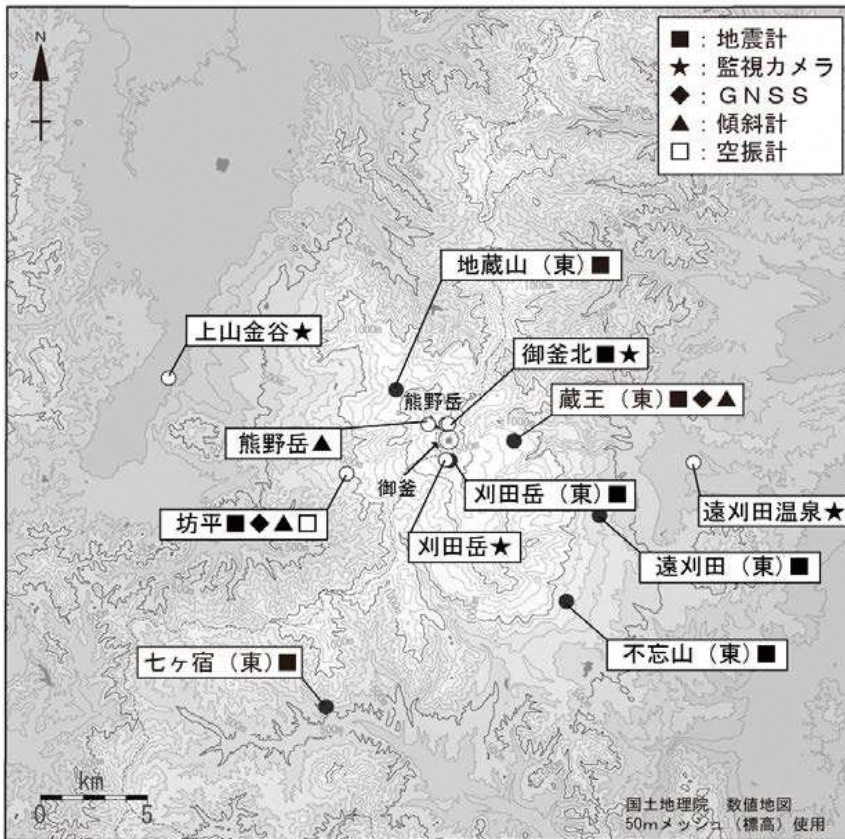 N
■：地震計
★：監視カメラ
◆：ＧＮＳＳ
▲：傾斜計
□：空振計
地蔵山（東）■
上山金谷★
御釜北■★
熊野岳
蔵王（東）■◆▲
熊野岳▲
御釜
刈田岳（東）■
遠刈田温泉★
坊平■◆▲□
刈田岳★
遠刈田（東）■
不忘山（東）■
七ヶ宿（東）■
km
0 5
国土地理院　数値地図
50mメッシュ（標高）使用